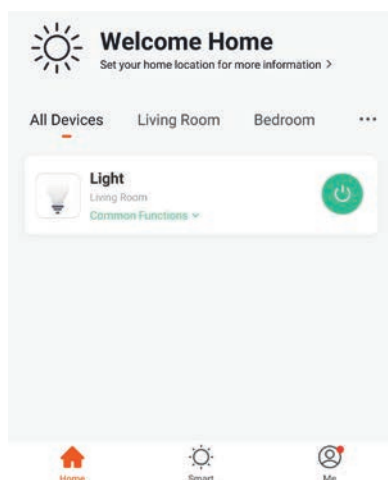 Welcome Home
Set your home location for more information >
All Devices Living Room Bedroom ...
Light
Living Room
Common Functions
Home Smart Me